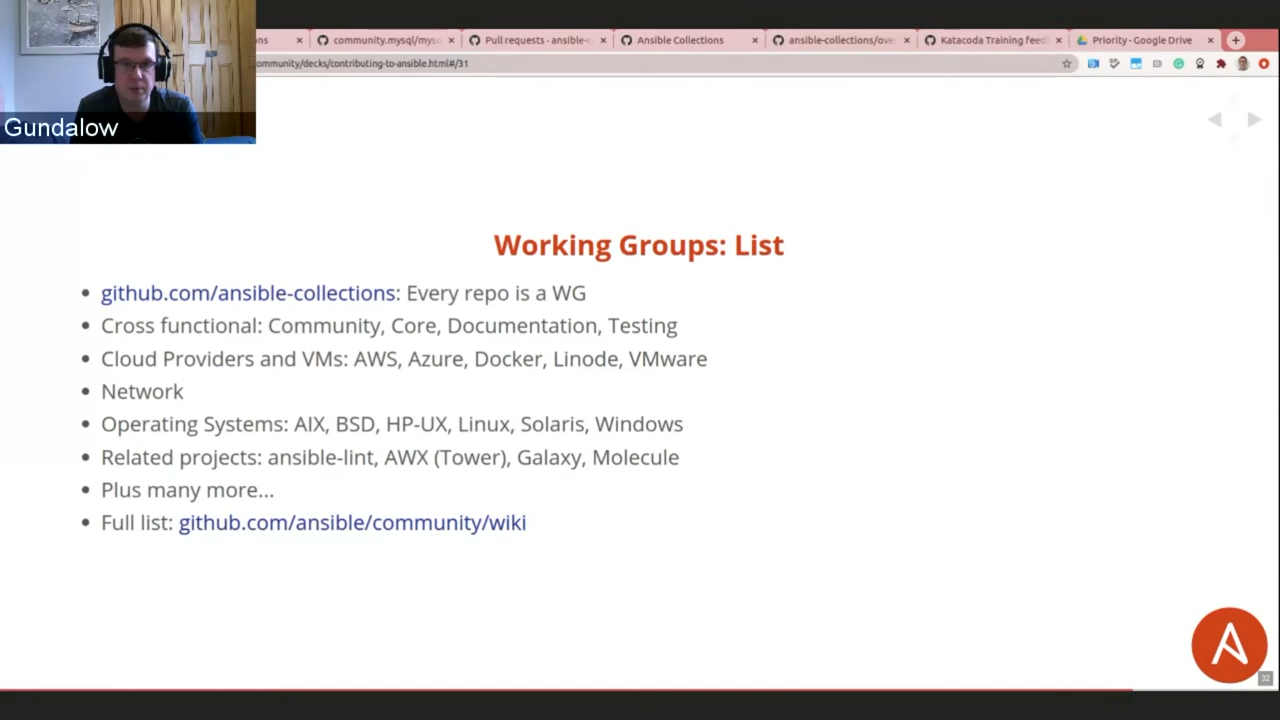 ns
community.mysql/mysq
Pull requests · ansible-c
Ansible Collections
ansible-collections/ove
Katacoda Training feed
Priority - Google Drive
ommunity/decks/contributing-to-ansible.html#/31
Gundalow
Working Groups: List
github.com/ansible-collections: Every repo is a WG
Cross functional: Community, Core, Documentation, Testing
Cloud Providers and VMs: AWS, Azure, Docker, Linode, VMware
Network
Operating Systems: AIX, BSD, HP-UX, Linux, Solaris, Windows
Related projects: ansible-lint, AWX (Tower), Galaxy, Molecule
Plus many more...
Full list: github.com/ansible/community/wiki
32